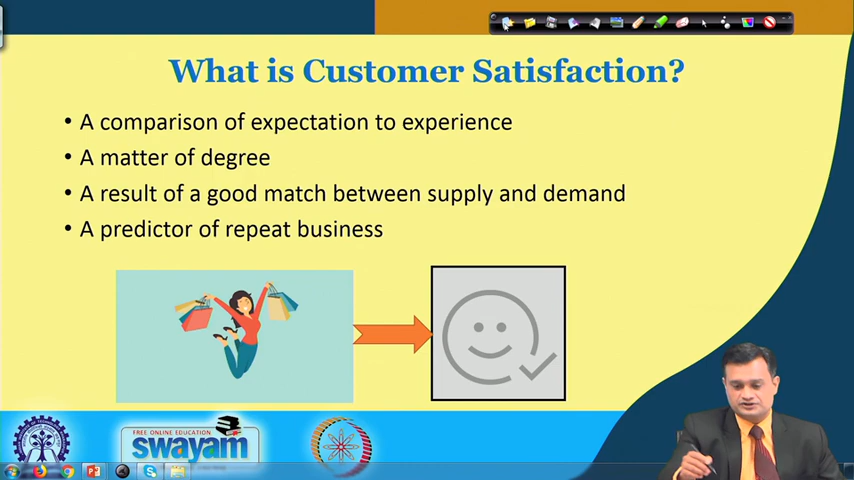 What is Customer Satisfaction?
• A comparison of expectation to experience
• A matter of degree
• A result of a good match between supply and demand
• A predictor of repeat business
FREE ONLINE EDUCATION
swayam